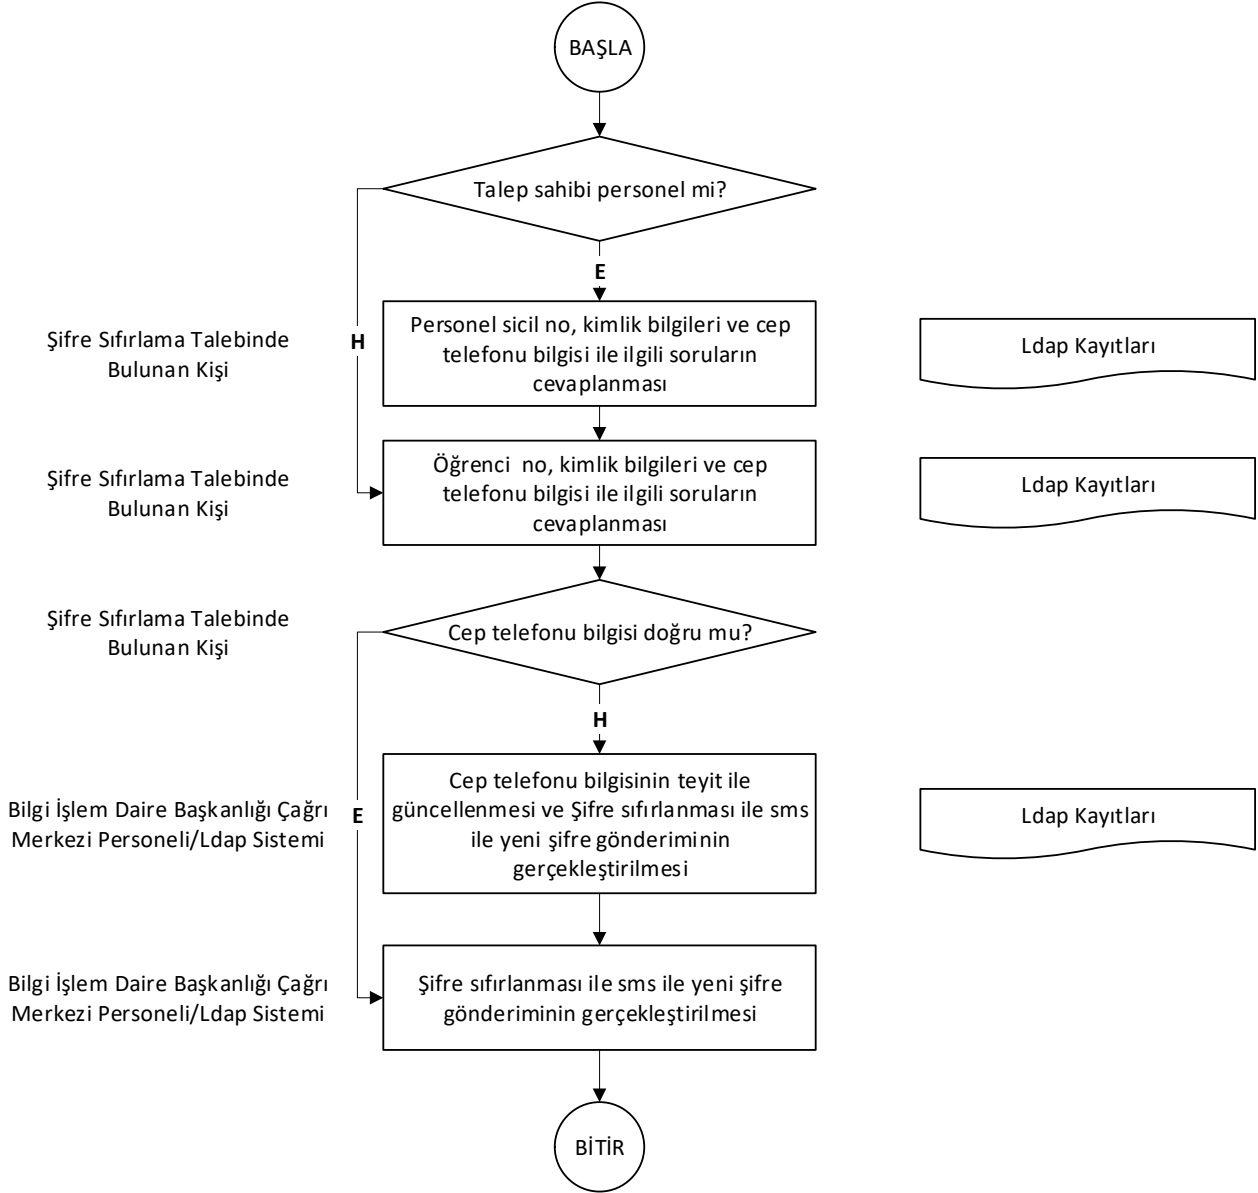 BAŞLA
Talep sahibi personel mi?
E
Şifre Sıfırlama Talebinde
Bulunan Kişi
H
Personel sicil no, kimlik bilgileri ve cep
telefonu bilgisi ile ilgili soruların
cevaplanması
Ldap Kayıtları
Şifre Sıfırlama Talebinde
Bulunan Kişi
Öğrenci no, kimlik bilgileri ve cep
telefonu bilgisi ile ilgili soruların
cevaplanması
Ldap Kayıtları
Şifre Sıfırlama Talebinde
Bulunan Kişi
Cep telefonu bilgisi doğru mu?
H
Bilgi İşlem Daire Başkanlığı Çağrı
Merkezi Personeli/Ldap Sistemi
E
Cep telefonu bilgisinin teyit ile
güncellenmesi ve Şifre sıfırlanması ile sms
ile yeni şifre gönderiminin
gerçekleştirilmesi
Ldap Kayıtları
Bilgi İşlem Daire Başkanlığı Çağrı
Merkezi Personeli/Ldap Sistemi
Şifre sıfırlanması ile sms ile yeni şifre
gönderiminin gerçekleştirilmesi
BİTİR